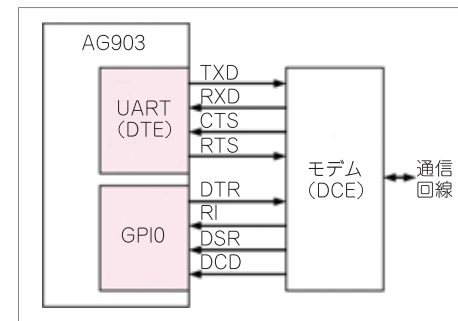 AG903
UART
(DTE)
TXD
RXD
CTS
RTS
GPIO
DTR
RI
DSR
DCD
モデム
(DCE)
通信
回線